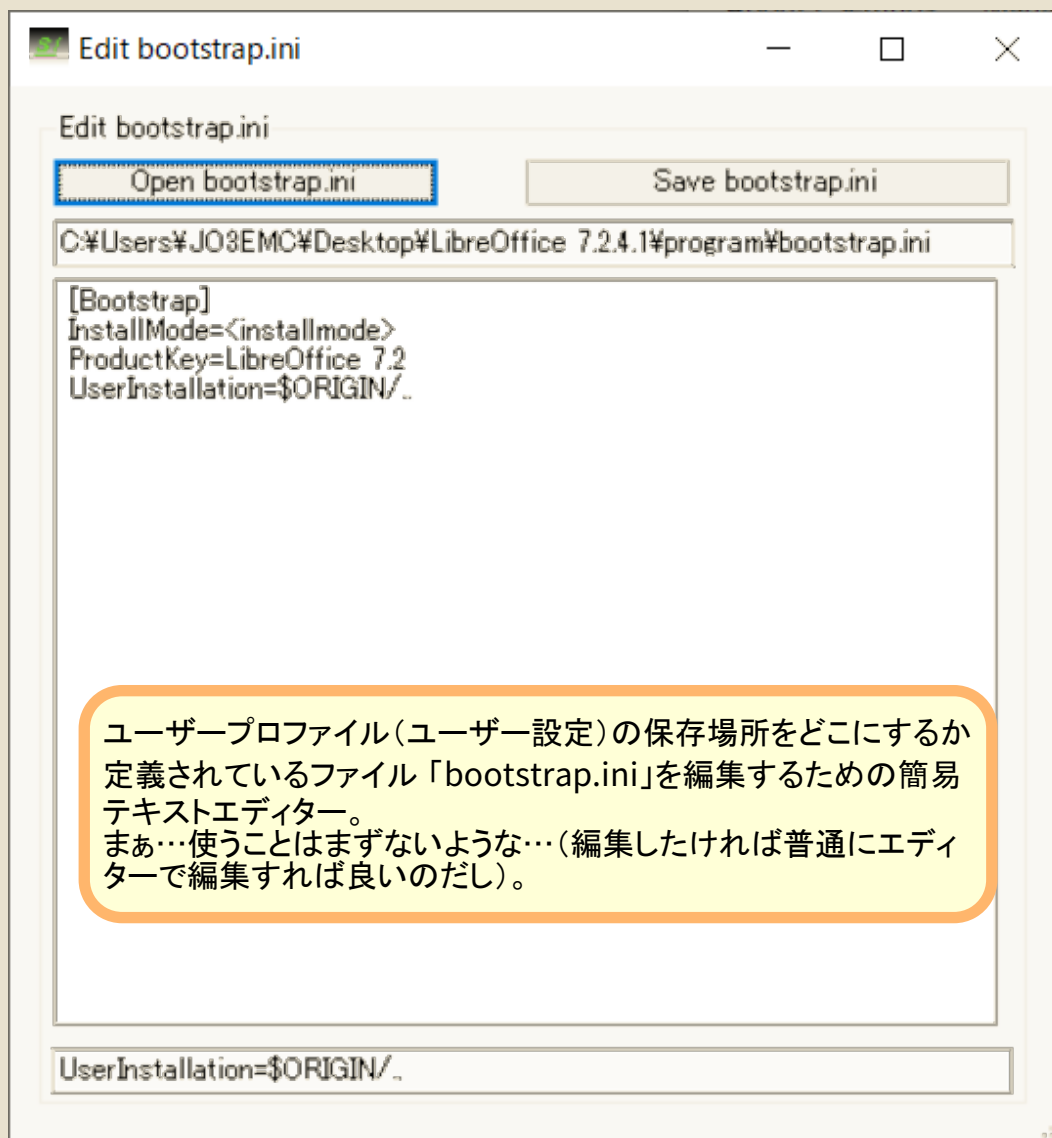 Edit bootstrap.ini
Edit bootstrap.ini
Open bootstrap.ini
Save bootstrap.ini
C:¥Users¥JO3EMC¥Desktop¥LibreOffice 7.2.4.1¥program¥bootstrap.ini
[Bootstrap]
InstallMode=<installmode>
ProductKey=LibreOffice 7.2
UserInstallation=$ORIGIN/..
ユーザープロファイル（ユーザー設定）の保存場所をどこにするか
定義されているファイル「bootstrap.ini」を編集するための簡易
テキストエディター。
まぁ…使うことはまずないような…（編集したければ普通にエディ
ターで編集すれば良いのだし）。
UserInstallation=$ORIGIN/..